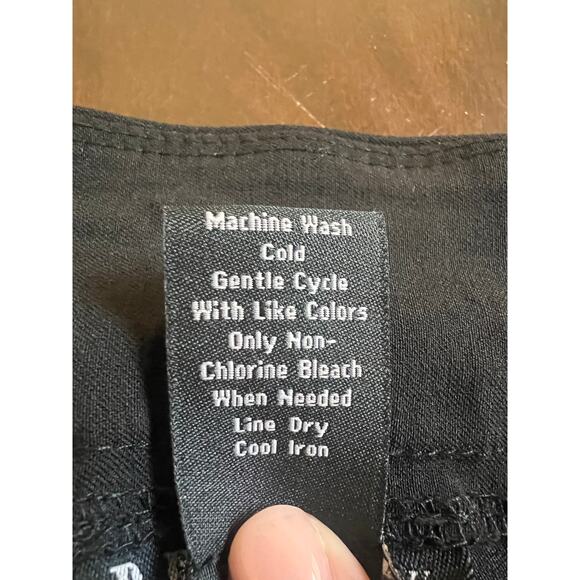 Machine Wash
Cold
Gentle Cycle
With Like Colors
Only Non-
Chlorine Bleach
When Needed
Line Dry
Cool Iron